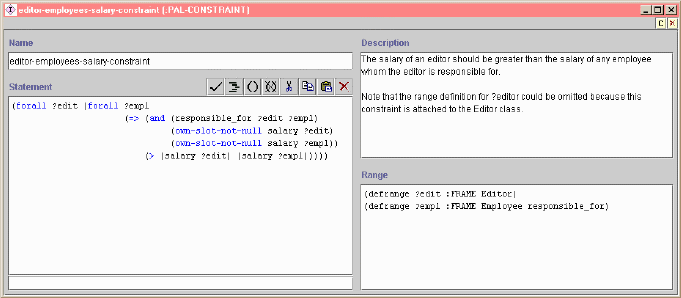 editor-employees-salary-constraint (:PAL-CONSTRAINT)
Name
editor-employees-salary-constraint
Statement
(forall ?edit (forall ?empl
(=> (and (responsible_for ?edit ?empl)
(own-slot-not-null salary ?edit)
(own-slot-not-null salary ?empl))
(> (salary ?edit) (salary ?empl)))))
Description
The salary of an editor should be greater than the salary of any employee
whom the editor is responsible for.
Note that the range definition for ?editor could be omitted because this
constraint is attached to the Editor class.
Range
(defrange ?edit :FRAME Editor)
(defrange ?empl :FRAME Employee responsible_for)